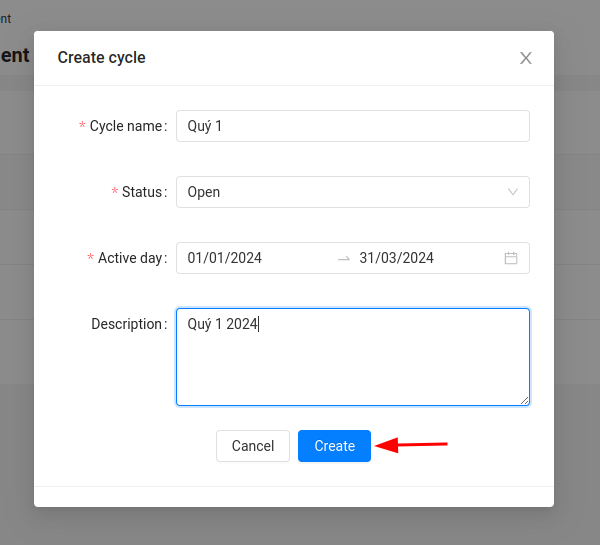 ent
ent
Create cycle
* Cycle name: Quý 1
* Status: Open
* Active day: 01/01/2024 → 31/03/2024
Description: Quý 1 2024
Cancel Create